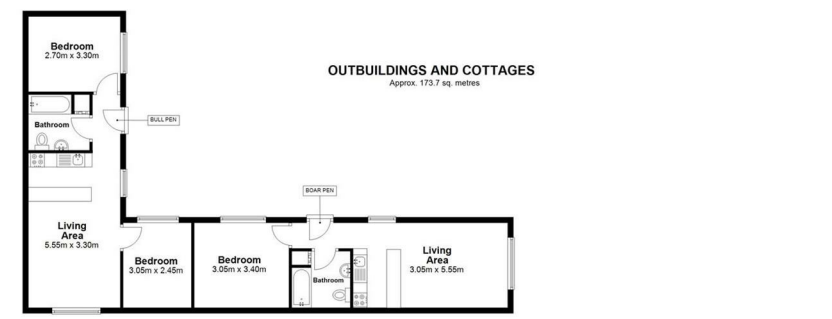 OUTBUILDINGS AND COTTAGES
Approx. 173.7 sq. metres
Bedroom
2.70m x 3.30m
Bathroom
BULL PEN
Living
Area
5.55m x 3.30m
Bedroom
3.05m x 2.45m
Bedroom
3.05m x 3.40m
BOAR PEN
Bathroom
Living
Area
3.05m x 5.55m